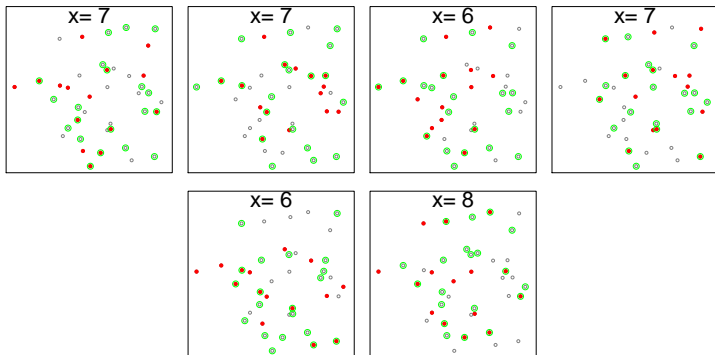 x= 7
x= 7
x= 6
x= 7
x= 6
x= 8